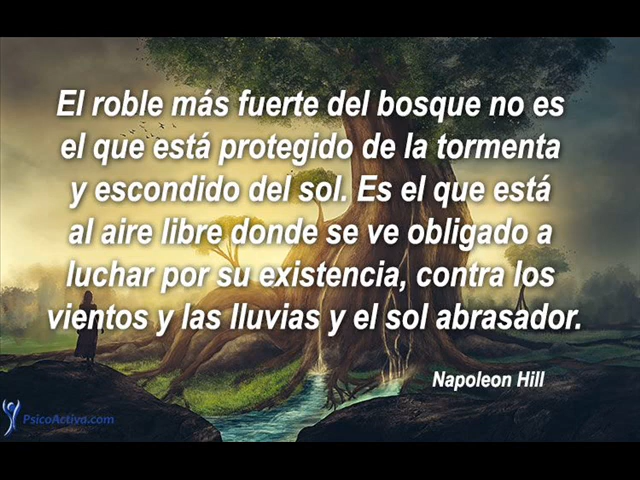 El roble más fuerte del bosque no es
el que está protegido de la tormenta
y escondido del sol. Es el que está
al aire libre donde se ve obligado a
luchar por su existencia, contra los
vientos y las lluvias y el sol abrasador.
Napoleon Hill
PsicoActiva.com